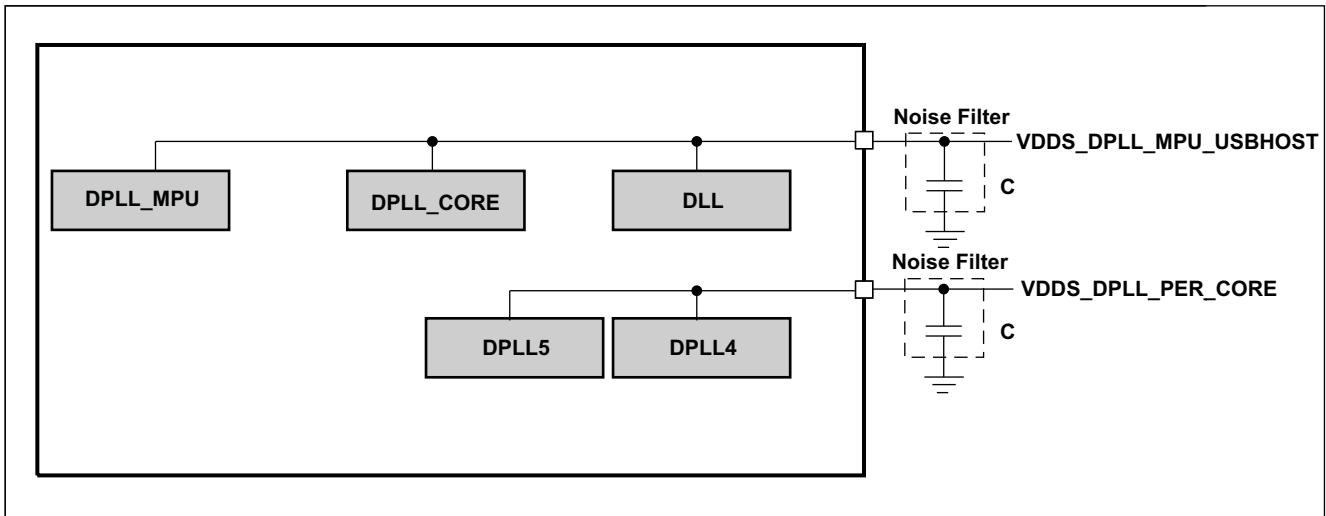 Noise Filter
VDDS_DPLL_MPU_USBHOST
DPLL_MPU
DPLL_CORE
DLL
C
Noise Filter
VDDS_DPLL_PER_CORE
DPLL5
DPLL4
C